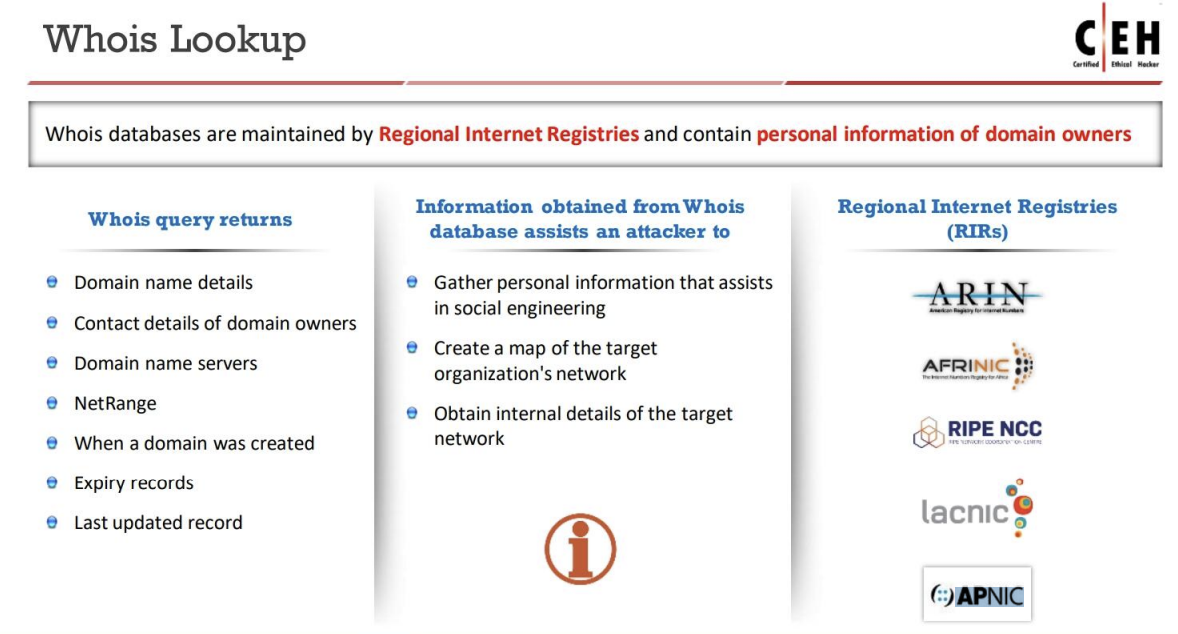 Whois Lookup
C|EH
Certified Ethical Hacker
Whois databases are maintained by Regional Internet Registries and contain personal information of domain owners
Whois query returns
Domain name details
Contact details of domain owners
Domain name servers
NetRange
When a domain was created
Expiry records
Last updated record
Information obtained from Whois
database assists an attacker to
Gather personal information that assists
in social engineering
Create a map of the target
organization's network
Obtain internal details of the target
network
Regional Internet Registries
(RIRs)
ARIN
American Registry for Internet Numbers
AFRINIC
The Internet Numbers Registry for Africa
RIPE NCC
RIPE NETWORK COORDINATION CENTRE
lacnic
APNIC